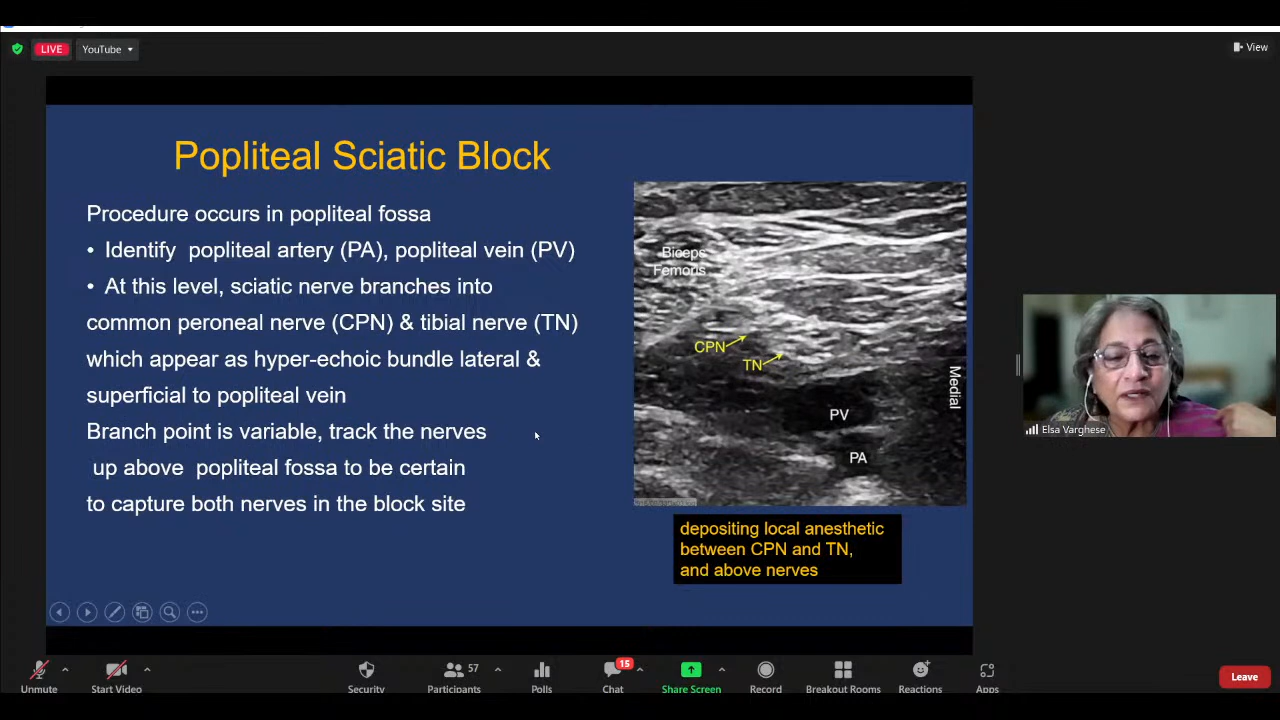 LIVE
YouTube
View
Popliteal Sciatic Block
Procedure occurs in popliteal fossa
• Identify popliteal artery (PA), popliteal vein (PV)
• At this level, sciatic nerve branches into
common peroneal nerve (CPN) & tibial nerve (TN)
which appear as hyper-echoic bundle lateral &
superficial to popliteal vein
Branch point is variable, track the nerves
up above popliteal fossa to be certain
to capture both nerves in the block site
Biceps
Femoris
CPN
TN
PV
PA
Medial
depositing local anesthetic
between CPN and TN,
and above nerves
Elsa Varghese
Unmute
Start Video
Security
57
Participants
Polls
15
Chat
Share Screen
Record
Breakout Rooms
Reactions
Apps
Leave